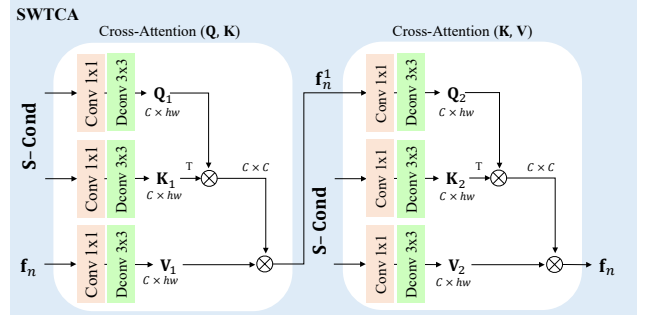 SWTCA
Cross-Attention (Q, K)
Cross-Attention (K, V)
S-Cond
Conv 1x1
Dconv 3x3
Q₁
C × hw
Conv 1x1
Dconv 3x3
K₁
C × hw
T
C × C
fₙ
Conv 1x1
Dconv 3x3
V₁
C × hw
fₙ¹
Conv 1x1
Dconv 3x3
Q₂
C × hw
S-Cond
Conv 1x1
Dconv 3x3
K₂
C × hw
T
C × C
Conv 1x1
Dconv 3x3
V₂
C × hw
fₙ